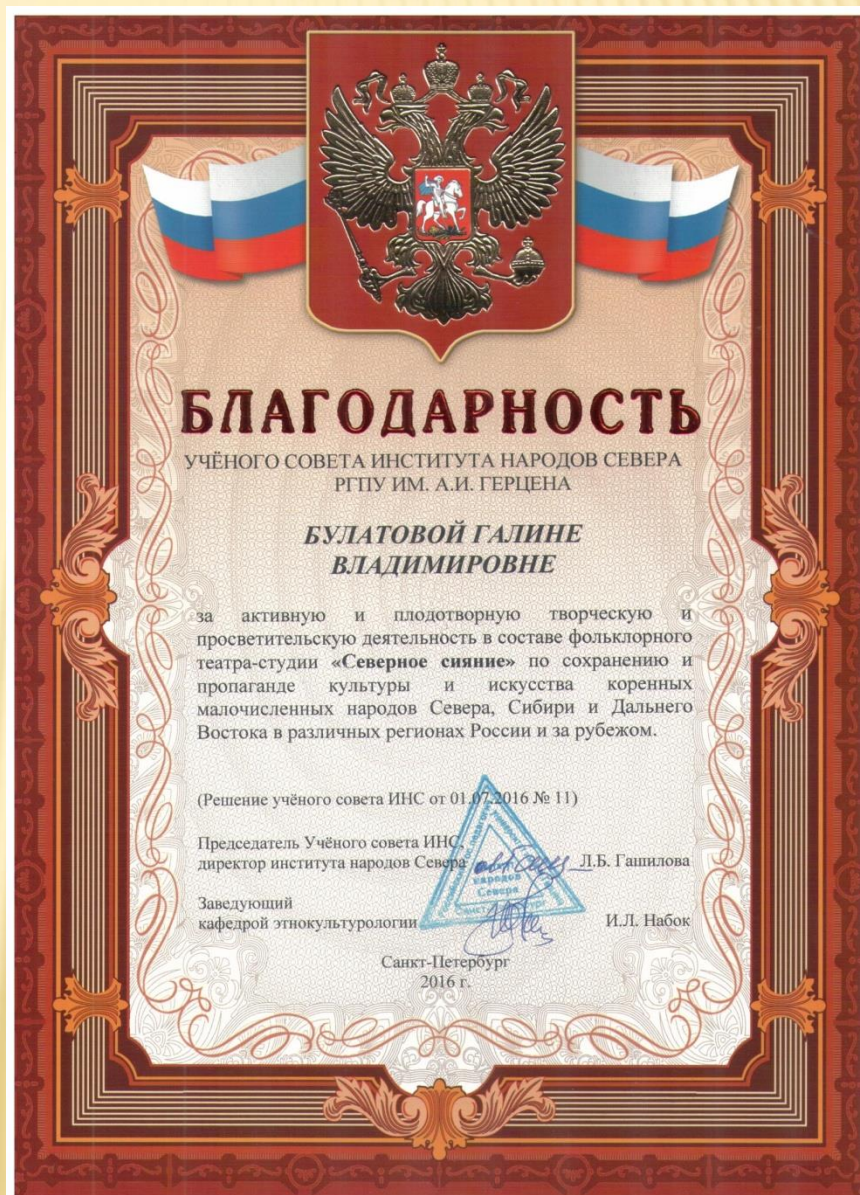 БЛАГОДАРНОСТЬ
УЧЁНОГО СОВЕТА ИНСТИТУТА НАРОДОВ СЕВЕРА
РГПУ ИМ. А.И. ГЕРЦЕНА
БУЛАТОВОЙ ГАЛИНЕ
ВЛАДИМИРОВНЕ
за активную и плодотворную творческую и
просветительскую деятельность в составе фольклорного
театра-студии «Северное сияние» по сохранению и
пропаганде культуры и искусства коренных
малочисленных народов Севера, Сибири и Дальнего
Востока в различных регионах России и за рубежом.
(Решение учёного совета ИНС от 01.07.2016 № 11)
Председатель Учёного совета ИНС,
директор института народов Севера Л.Б. Гашилова
народов
Севера
Заведующий
кафедрой этнокультурологии И.Л. Набок
Санкт-Петербург
2016 г.